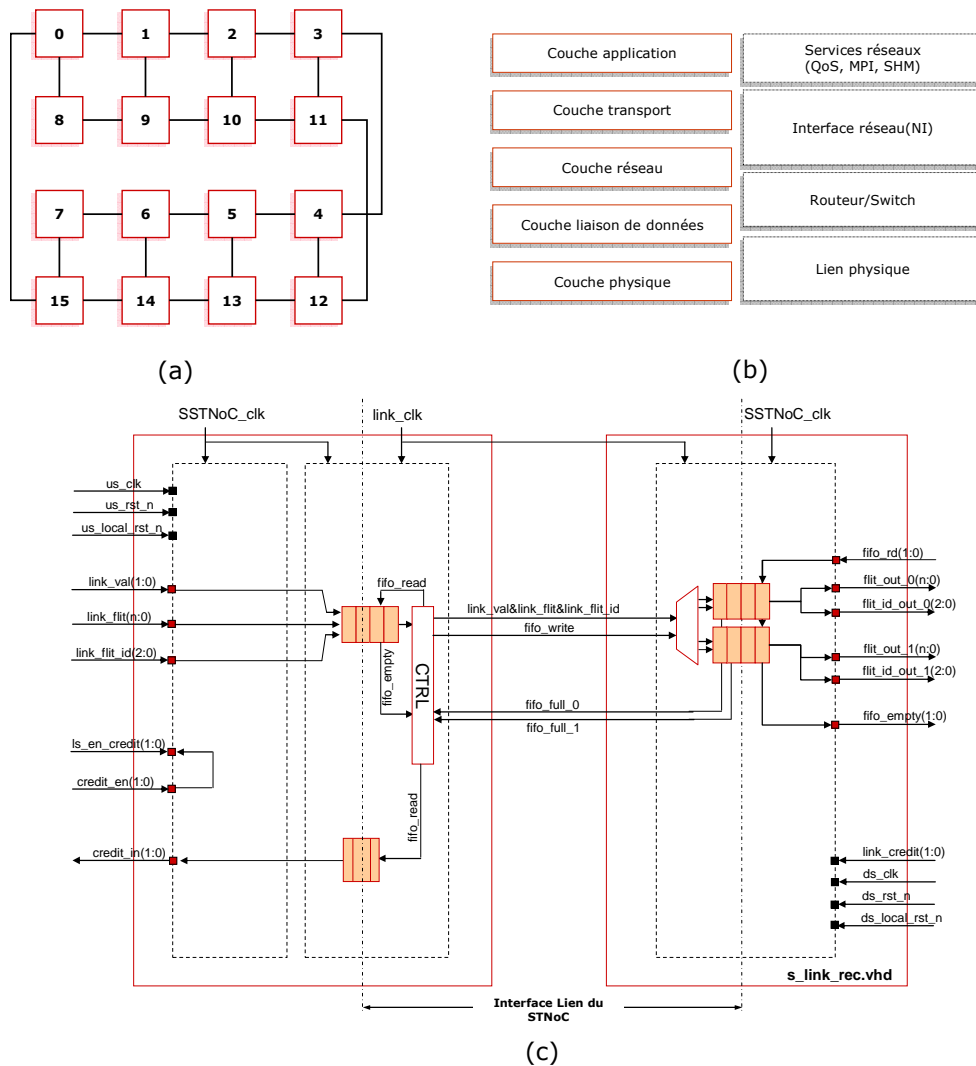 0 1 2 3
8 9 10 11
7 6 5 4
15 14 13 12
(a)
Couche application
Couche transport
Couche réseau
Couche liaison de données
Couche physique
Services réseaux
(QoS, MPI, SHM)
Interface réseau(NI)
Routeur/Switch
Lien physique
(b)
SSTNoC_clk
link_clk
SSTNoC_clk
us_clk
us_rst_n
us_local_rst_n
link_val(1:0)
link_flit(n:0)
link_flit_id(2:0)
ls_en_credit(1:0)
credit_en(1:0)
credit_in(1:0)
fifo_read
fifo_empty
CTRL
fifo_read
link_val&link_flit&link_flit_id
fifo_write
fifo_full_0
fifo_full_1
fifo_rd(1:0)
flit_out_0(n:0)
flit_id_out_0(2:0)
flit_out_1(n:0)
flit_id_out_1(2:0)
fifo_empty(1:0)
link_credit(1:0)
ds_clk
ds_rst_n
ds_local_rst_n
s_link_rec.vhd
Interface Lien du
STNoC
(c)